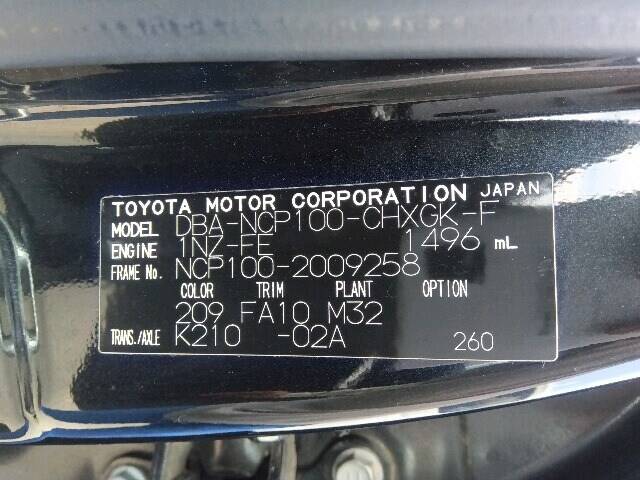 TOYOTA MOTOR CORPORATION JAPAN
MODEL DBA-NCP100-CHXGK-F
ENGINE 1NZ-FE 1496 mL
FRAME No. NCP100-2009258
COLOR TRIM PLANT OPTION
209 FA10 M32
TRANS./AXLE K210 -02A 260